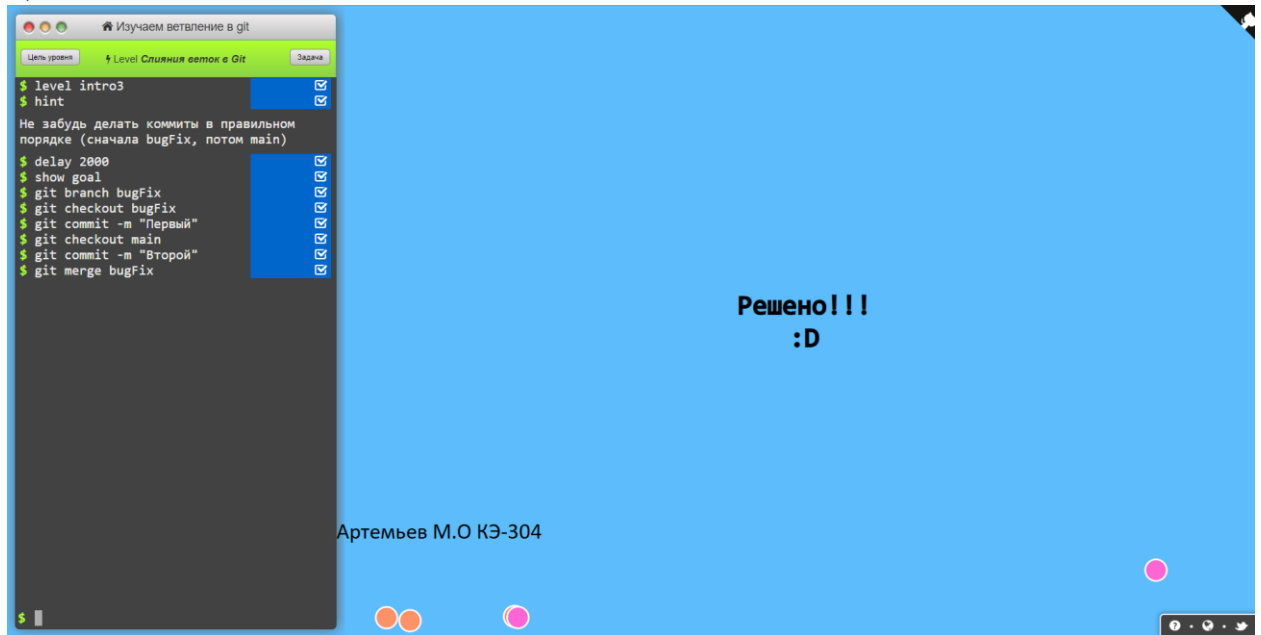 Изучаем ветвление в git
Цель уровня
Level Слияния веток в Git
Задача
$ level intro3
$ hint
Не забудь делать коммиты в правильном
порядке (сначала bugFix, потом main)
$ delay 2000
$ show goal
$ git branch bugFix
$ git checkout bugFix
$ git commit -m "Первый"
$ git checkout main
$ git commit -m "Второй"
$ git merge bugFix
$
Решено!!!
:D
Артемьев М.О КЭ-304